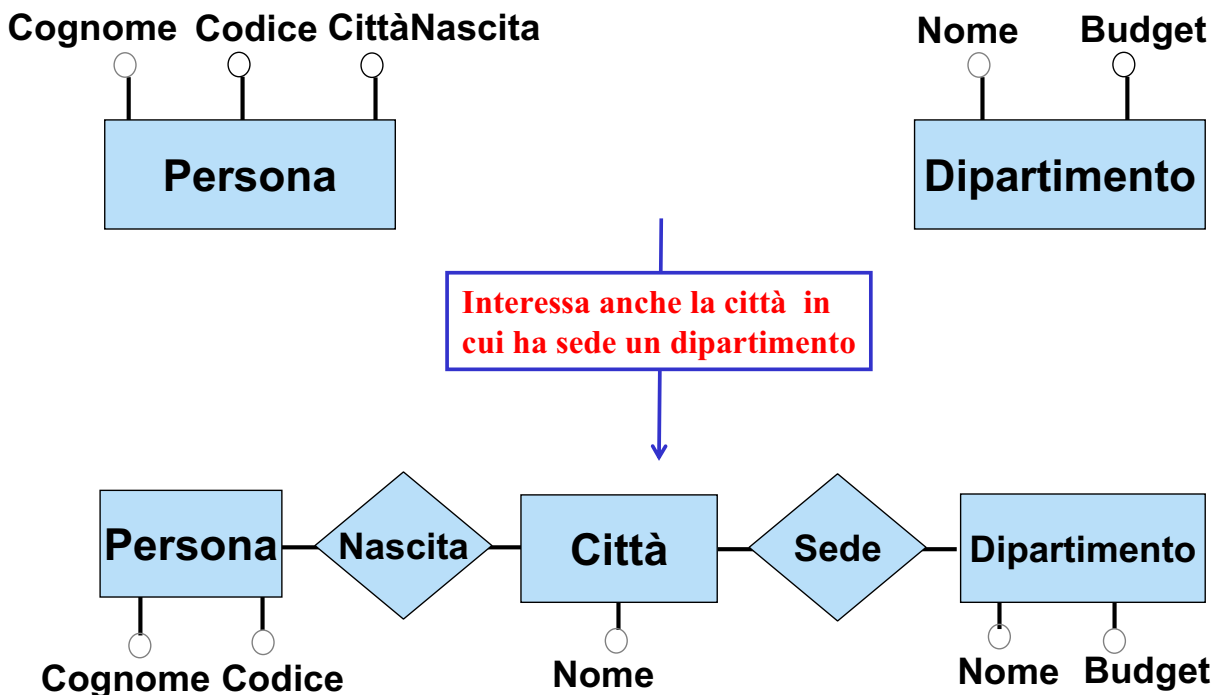 Cognome Codice CittàNascita
Nome Budget
Persona
Dipartimento
Interessa anche la città in
cui ha sede un dipartimento
Persona Nascita Città Sede Dipartimento
Cognome Codice Nome Nome Budget